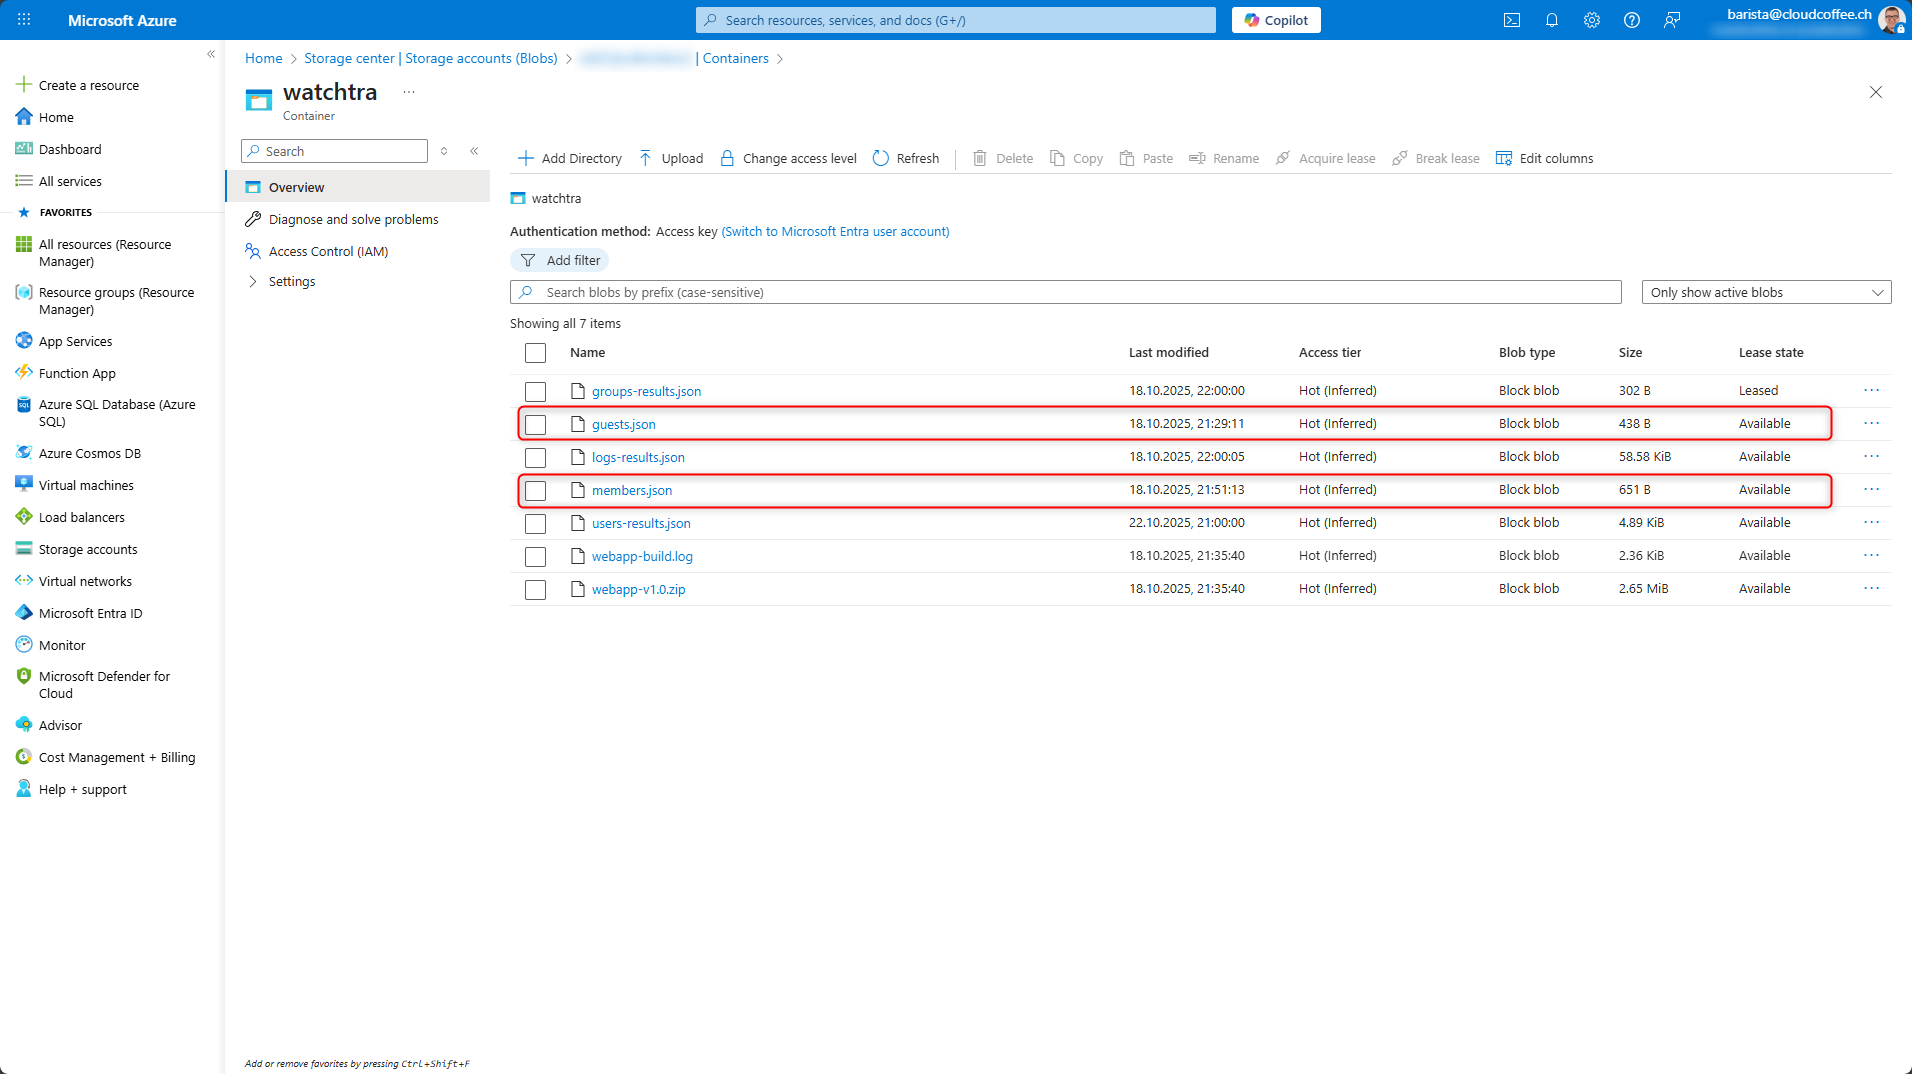 Microsoft Azure
Search resources, services, and docs (G+/)
Copilot
barista@cloudcoffee.ch
Create a resource
Home
Dashboard
All services
FAVORITES
All resources (Resource
Manager)
Resource groups (Resource
Manager)
App Services
Function App
Azure SQL Database (Azure
SQL)
Azure Cosmos DB
Virtual machines
Load balancers
Storage accounts
Virtual networks
Microsoft Entra ID
Monitor
Microsoft Defender for
Cloud
Advisor
Cost Management + Billing
Help + support
Home > Storage center | Storage accounts (Blobs) > | Containers >
watchtra ...
Container
Search
Overview
Diagnose and solve problems
Access Control (IAM)
Settings
Add Directory Upload Change access level Refresh Delete Copy Paste Rename Acquire lease Break lease Edit columns
watchtra
Authentication method: Access key (Switch to Microsoft Entra user account)
Add filter
Search blobs by prefix (case-sensitive)
Only show active blobs
Showing all 7 items
Name Last modified Access tier Blob type Size Lease state
groups-results.json 18.10.2025, 22:00:00 Hot (Inferred) Block blob 302 B Leased ...
guests.json 18.10.2025, 21:29:11 Hot (Inferred) Block blob 438 B Available ...
logs-results.json 18.10.2025, 22:00:05 Hot (Inferred) Block blob 58.58 KiB Available ...
members.json 18.10.2025, 21:51:13 Hot (Inferred) Block blob 651 B Available ...
users-results.json 22.10.2025, 21:00:00 Hot (Inferred) Block blob 4.89 KiB Available ...
webapp-build.log 18.10.2025, 21:35:40 Hot (Inferred) Block blob 2.36 KiB Available ...
webapp-v1.0.zip 18.10.2025, 21:35:40 Hot (Inferred) Block blob 2.65 MiB Available ...
Add or remove favorites by pressing Ctrl+Shift+F